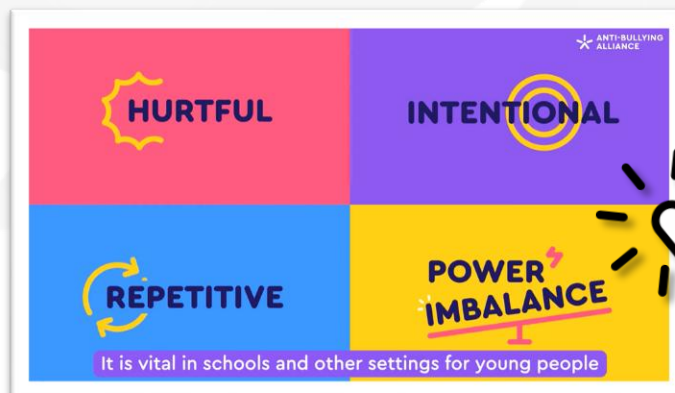 ANTI-BULLYING
ALLIANCE
HURTFUL
INTENTIONAL
REPETITIVE
POWER
IMBALANCE
It is vital in schools and other settings for young people